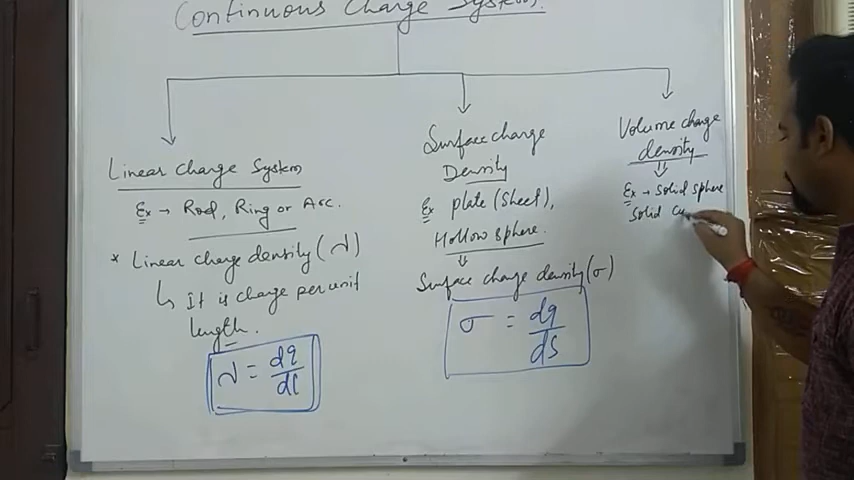 Continuous Charge System.
Linear Charge System
Ex → Rod, Ring or Arc.
* Linear charge density (λ)
↳ It is charge per unit
length.
λ = dq/dl
Surface charge
Density
Ex plate (sheet),
Hollow sphere.
⇓
Surface charge density (σ)
σ = dq/ds
Volume charge
density
⇓
Ex → solid sphere
solid cu